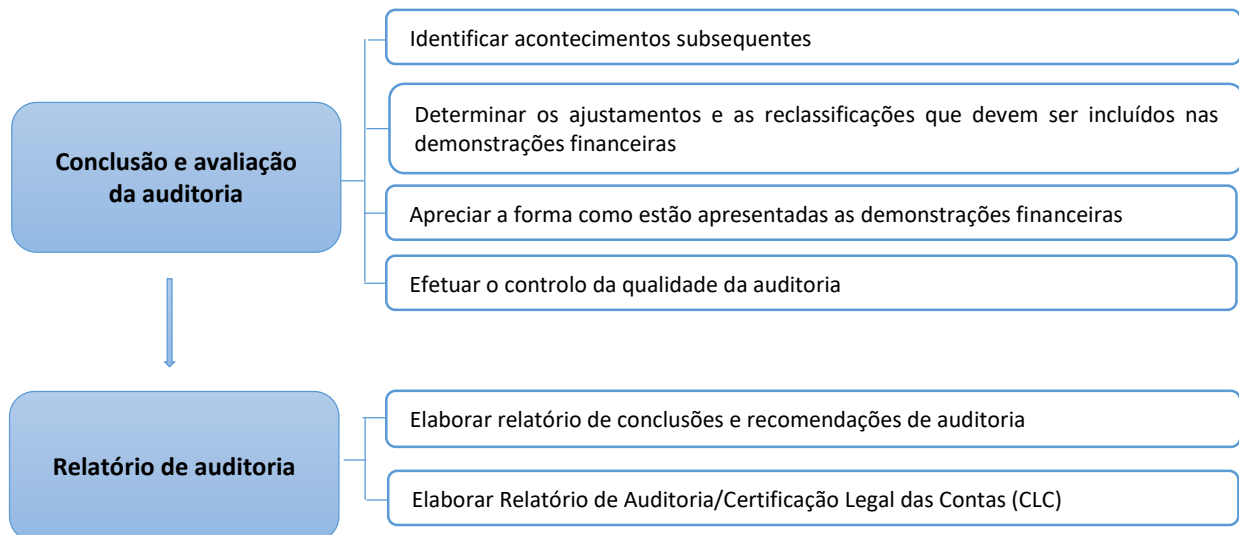 Conclusão e avaliação
da auditoria
Identificar acontecimentos subsequentes
Determinar os ajustamentos e as reclassificações que devem ser incluídos nas
demonstrações financeiras
Apreciar a forma como estão apresentadas as demonstrações financeiras
Efetuar o controlo da qualidade da auditoria
Relatório de auditoria
Elaborar relatório de conclusões e recomendações de auditoria
Elaborar Relatório de Auditoria/Certificação Legal das Contas (CLC)